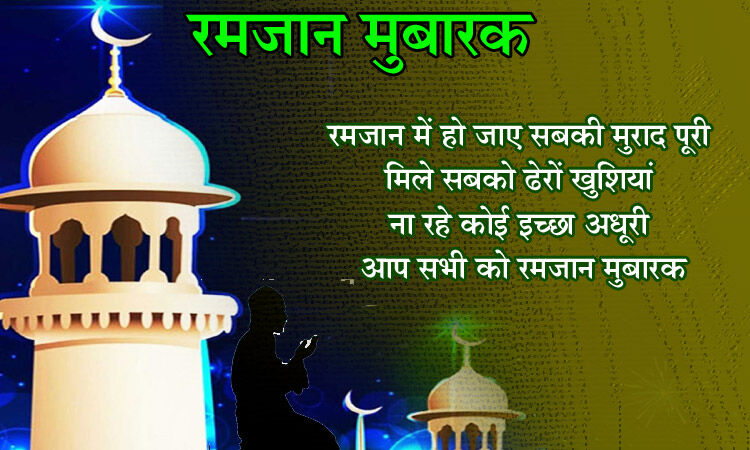 रमजान मुबारक
रमजान में हो जाए सबकी मुराद पूरी
मिले सबको ढेरों खुशियां
ना रहे कोई इच्छा अधूरी
आप सभी को रमजान मुबारक